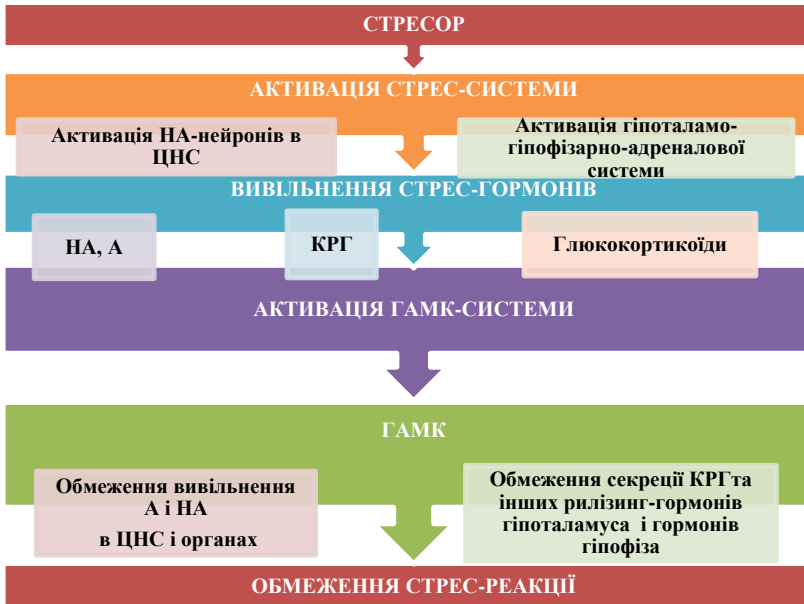 СТРЕСОР
АКТИВАЦІЯ СТРЕС-СИСТЕМИ
Активація НА-нейронів в
ЦНС
Активація гіпоталамо-
гіпофізарно-адреналової
системи
ВИВІЛЬНЕННЯ СТРЕС-ГОРМОНІВ
НА, А
КРГ
Глюкокортикоїди
АКТИВАЦІЯ ГАМК-СИСТЕМИ
ГАМК
Обмеження вивільнення
А і НА
в ЦНС і органах
Обмеження секреції КРГта
інших рилізинг-гормонів
гіпоталамуса і гормонів
гіпофіза
ОБМЕЖЕННЯ СТРЕС-РЕАКЦІЇ